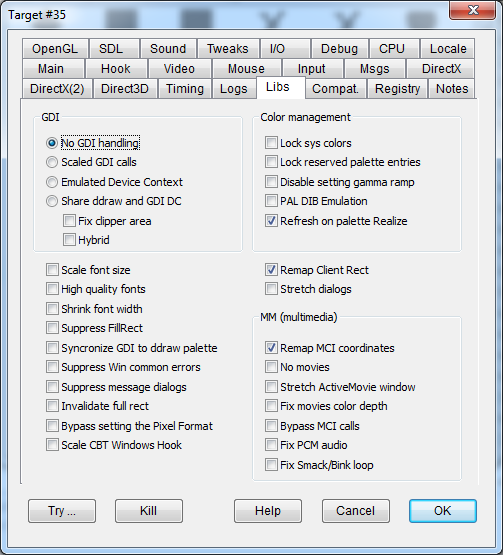 Target #35
OpenGL SDL Sound Tweaks I/O Debug CPU Locale
Main Hook Video Mouse Input Msgs DirectX
DirectX(2) Direct3D Timing Logs Libs Compat. Registry Notes
GDI
No GDI handling
Scaled GDI calls
Emulated Device Context
Share ddraw and GDI DC
Fix clipper area
Hybrid
Scale font size
High quality fonts
Shrink font width
Suppress FillRect
Syncronize GDI to ddraw palette
Suppress Win common errors
Suppress message dialogs
Invalidate full rect
Bypass setting the Pixel Format
Scale CBT Windows Hook
Color management
Lock sys colors
Lock reserved palette entries
Disable setting gamma ramp
PAL DIB Emulation
Refresh on palette Realize
Remap Client Rect
Stretch dialogs
MM (multimedia)
Remap MCI coordinates
No movies
Stretch ActiveMovie window
Fix movies color depth
Bypass MCI calls
Fix PCM audio
Fix Smack/Bink loop
Try ... Kill Help Cancel OK